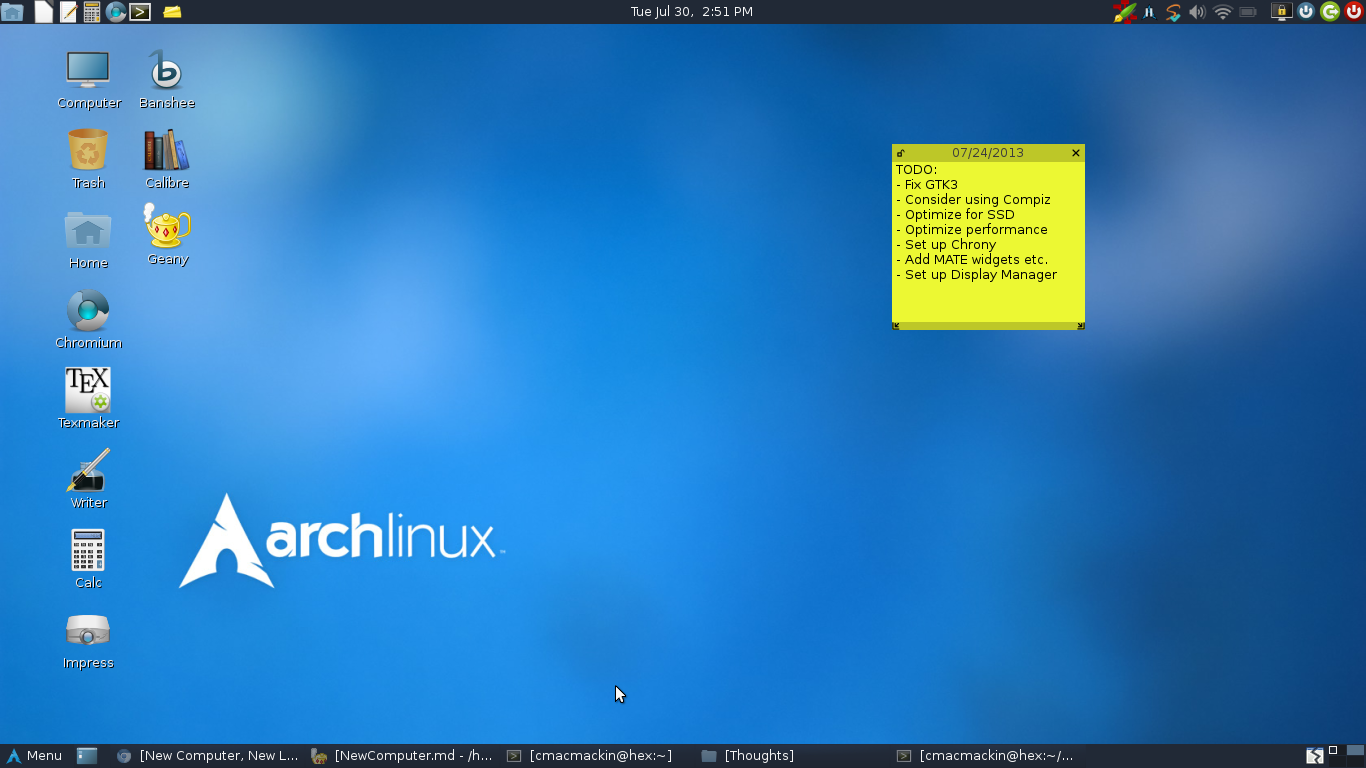 Tue Jul 30, 2:51 PM
Computer
Banshee
Trash
Calibre
Home
Geany
Chromium
TEX
Texmaker
Writer
Calc
Impress
07/24/2013
TODO:
- Fix GTK3
- Consider using Compiz
- Optimize for SSD
- Optimize performance
- Set up Chrony
- Add MATE widgets etc.
- Set up Display Manager
archlinux
Menu
[New Computer, New L...
[NewComputer.md - /h...
[cmacmackin@hex:~]
[Thoughts]
[cmacmackin@hex:~/...